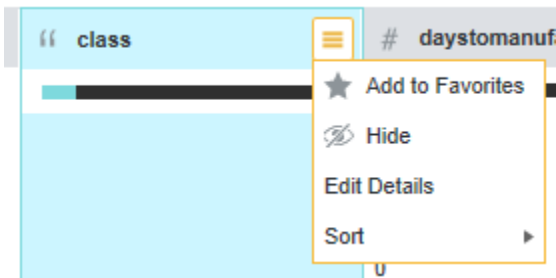 “ class
# daystomanuf
Add to Favorites
Hide
Edit Details
Sort
0